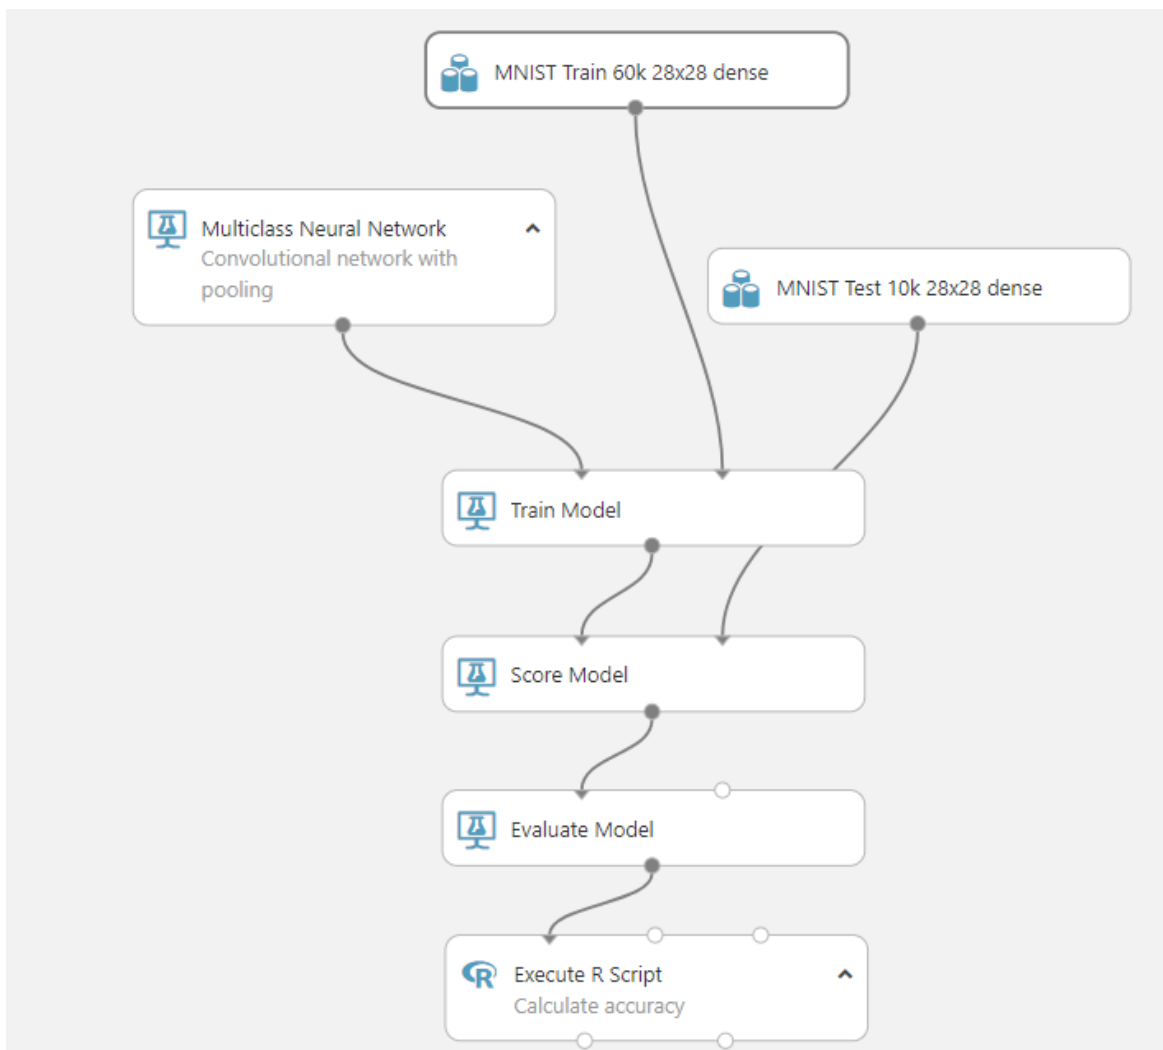 MNIST Train 60k 28x28 dense
Multiclass Neural Network
Convolutional network with
pooling
MNIST Test 10k 28x28 dense
Train Model
Score Model
Evaluate Model
R Execute R Script
Calculate accuracy